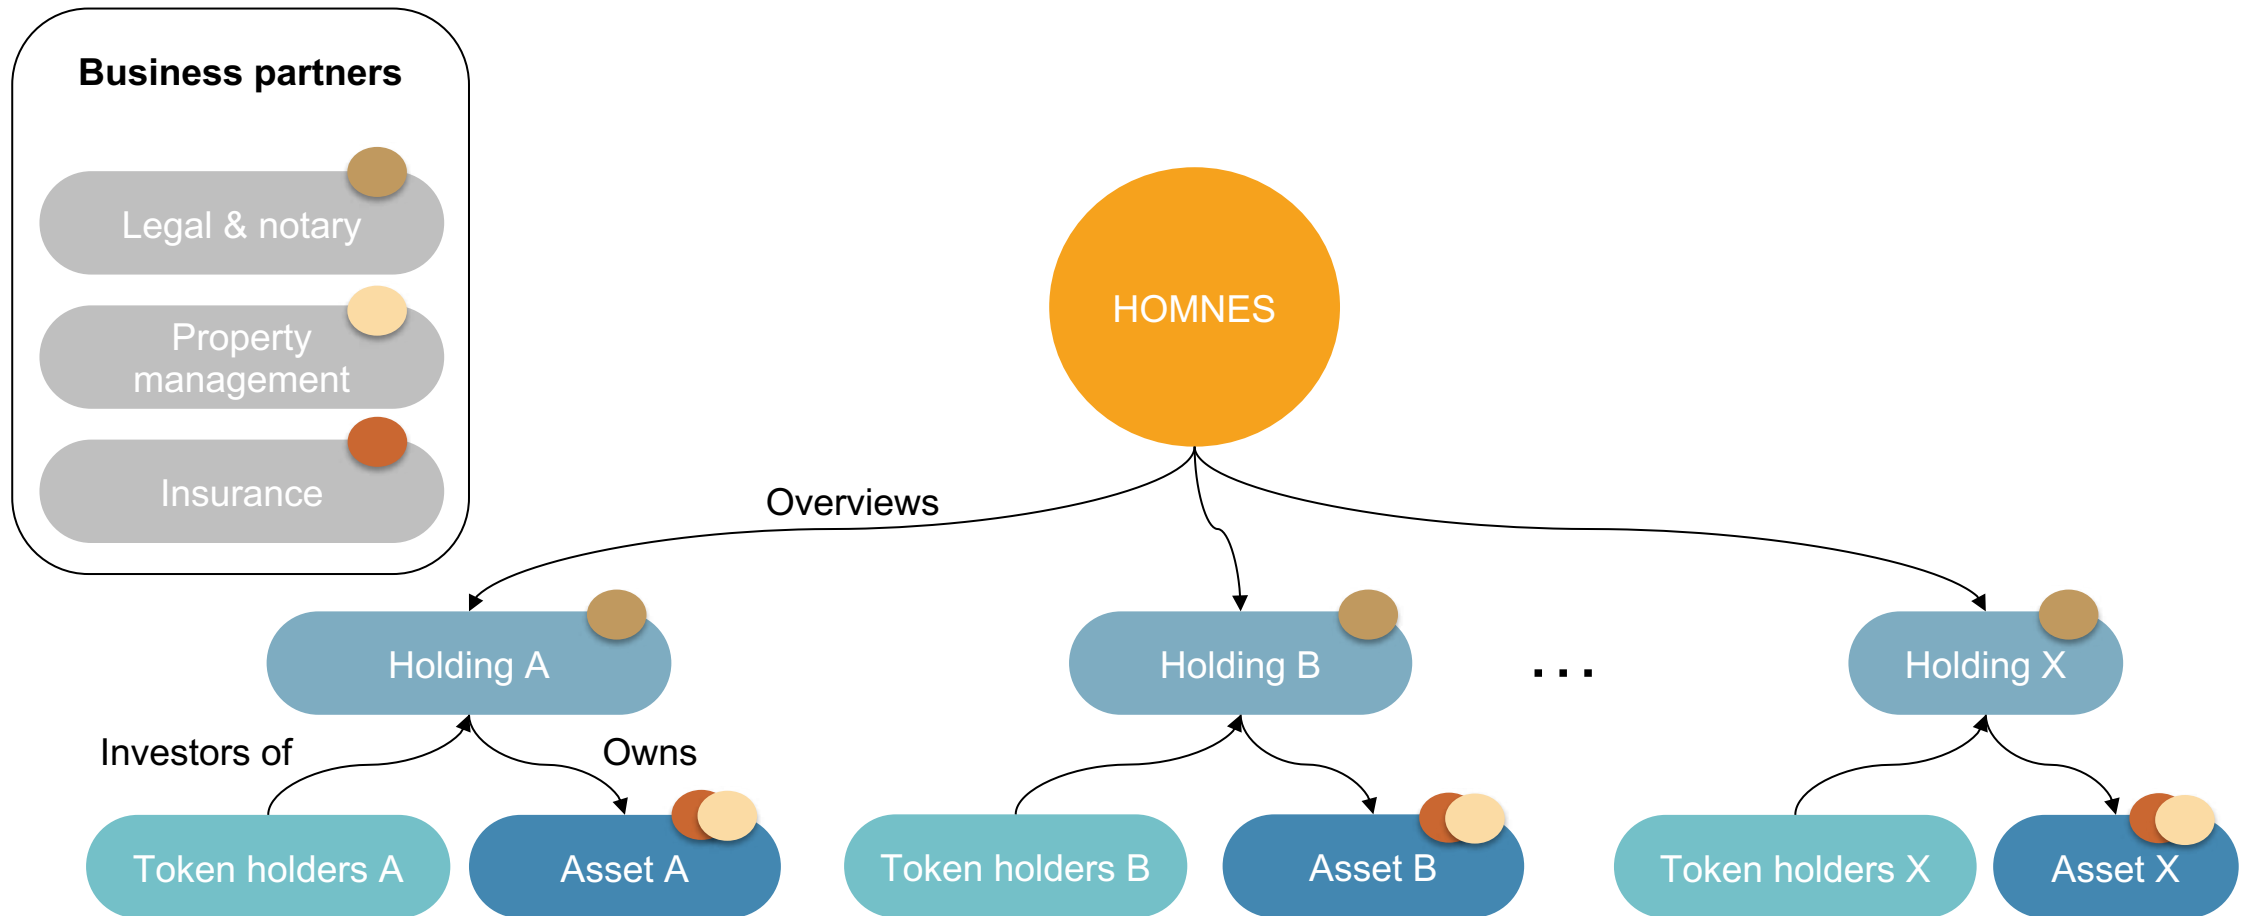 Business partners
Legal & notary
Property
management
Insurance
HOMNES
Overviews
Holding A
Holding B
...
Holding X
Investors of
Owns
Token holders A
Asset A
Token holders B
Asset B
Token holders X
Asset X